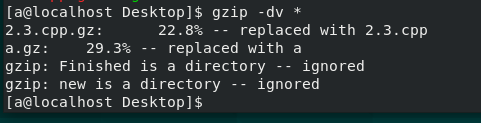 [a@localhost Desktop]$ gzip -dv *
2.3.cpp.gz:      22.8% -- replaced with 2.3.cpp
a.gz:    29.3% -- replaced with a
gzip: Finished is a directory -- ignored
gzip: new is a directory -- ignored
[a@localhost Desktop]$